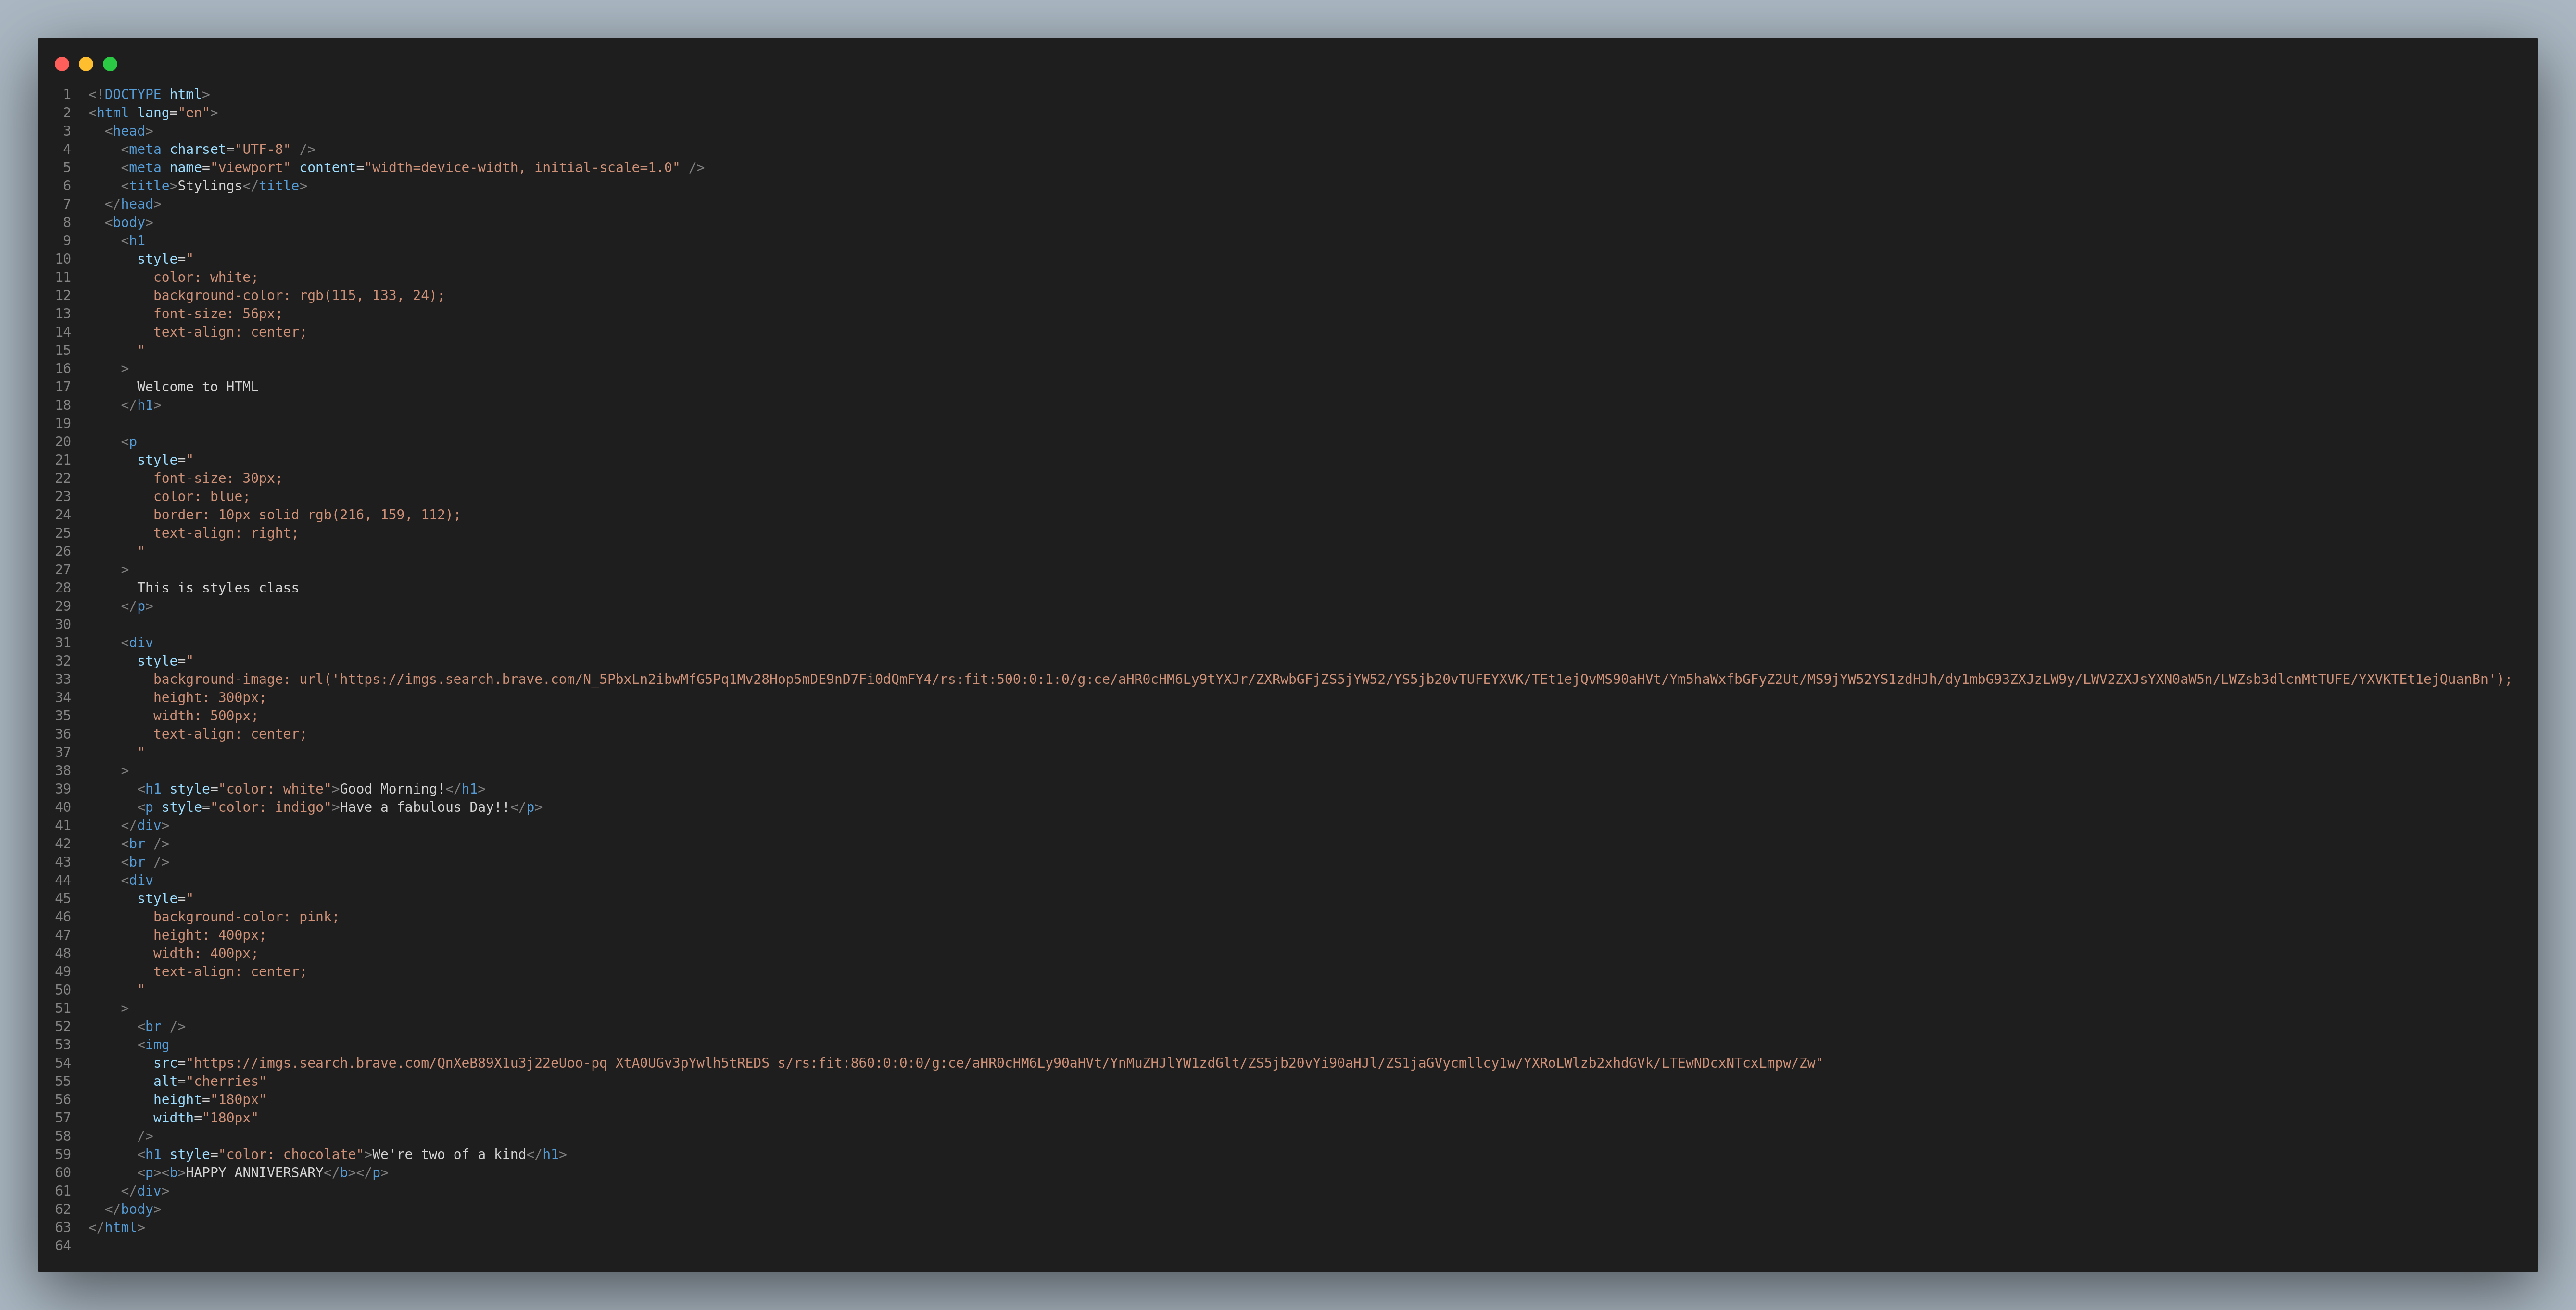 1 <!DOCTYPE html>
2 <html lang="en">
3   <head>
4     <meta charset="UTF-8" />
5     <meta name="viewport" content="width=device-width, initial-scale=1.0" />
6     <title>Stylings</title>
7   </head>
8   <body>
9     <h1
10       style="
11         color: white;
12         background-color: rgb(115, 133, 24);
13         font-size: 56px;
14         text-align: center;
15       "
16     >
17       Welcome to HTML
18     </h1>
19
20     <p
21       style="
22         font-size: 30px;
23         color: blue;
24         border: 10px solid rgb(216, 159, 112);
25         text-align: right;
26       "
27     >
28       This is styles class
29     </p>
30
31     <div
32       style="
33         background-image: url('https://imgs.search.brave.com/N_5PbxLn2ibwMfG5Pq1Mv28Hop5mDE9nD7Fi0dQmFY4/rs:fit:500:0:1:0/g:ce/aHR0cHM6Ly9tYXJr/ZXRwbGFjZS5jYW52/YS5jb20vTUFEYXVK/TEt1ejQvMS90aHVt/Ym5haWxfbGFyZ2Ut/MS9jYW52YS1zdHJh/dy1mbG93ZXJzLW9y/LWV2ZXJsYXN0aW5n/LWZsb3dlcnMtTUFE/YXVKTEt1ejQuanBn');
34         height: 300px;
35         width: 500px;
36         text-align: center;
37       "
38     >
39       <h1 style="color: white">Good Morning!</h1>
40       <p style="color: indigo">Have a fabulous Day!!</p>
41     </div>
42     <br />
43     <br />
44     <div
45       style="
46         background-color: pink;
47         height: 400px;
48         width: 400px;
49         text-align: center;
50       "
51     >
52       <br />
53       <img
54         src="https://imgs.search.brave.com/QnXeB89X1u3j22eUoo-pq_XtA0UGv3pYwlh5tREDS_s/rs:fit:860:0:0:0/g:ce/aHR0cHM6Ly90aHVt/YnMuZHJlYW1zdGlt/ZS5jb20vYi90aHJl/ZS1jaGVycmllcy1w/YXRoLWlzb2xhdGVk/LTEwNDcxNTcxLmpw/Zw"
55         alt="cherries"
56         height="180px"
57         width="180px"
58       />
59       <h1 style="color: chocolate">We're two of a kind</h1>
60       <p><b>HAPPY ANNIVERSARY</b></p>
61     </div>
62   </body>
63 </html>
64